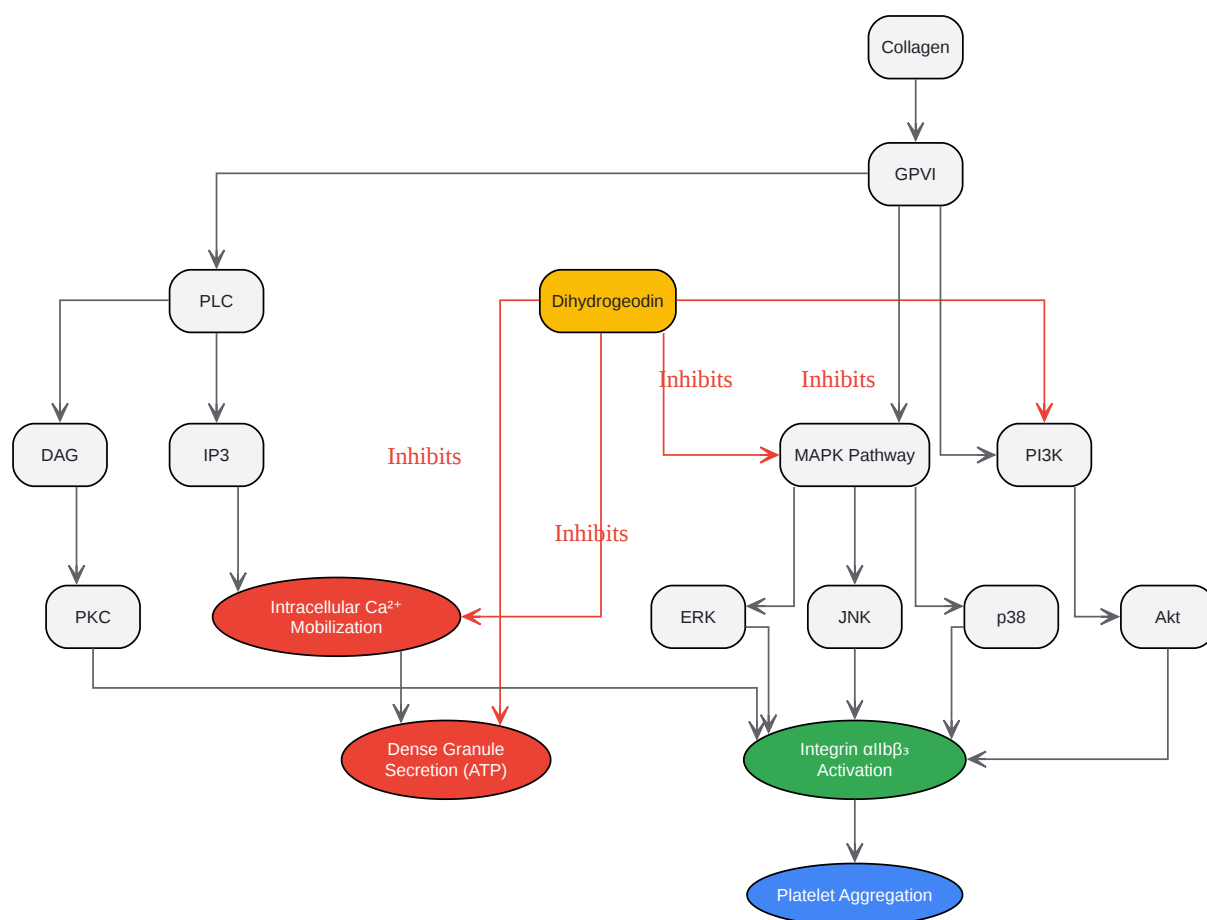 Collagen
GPVI
PLC
Dihydrogeodin
Inhibits
Inhibits
DAG
IP3
Inhibits
MAPK Pathway
PI3K
Inhibits
PKC
Intracellular Ca²⁺
Mobilization
ERK
JNK
p38
Akt
Dense Granule
Secretion (ATP)
Integrin αIIbβ₃
Activation
Platelet Aggregation